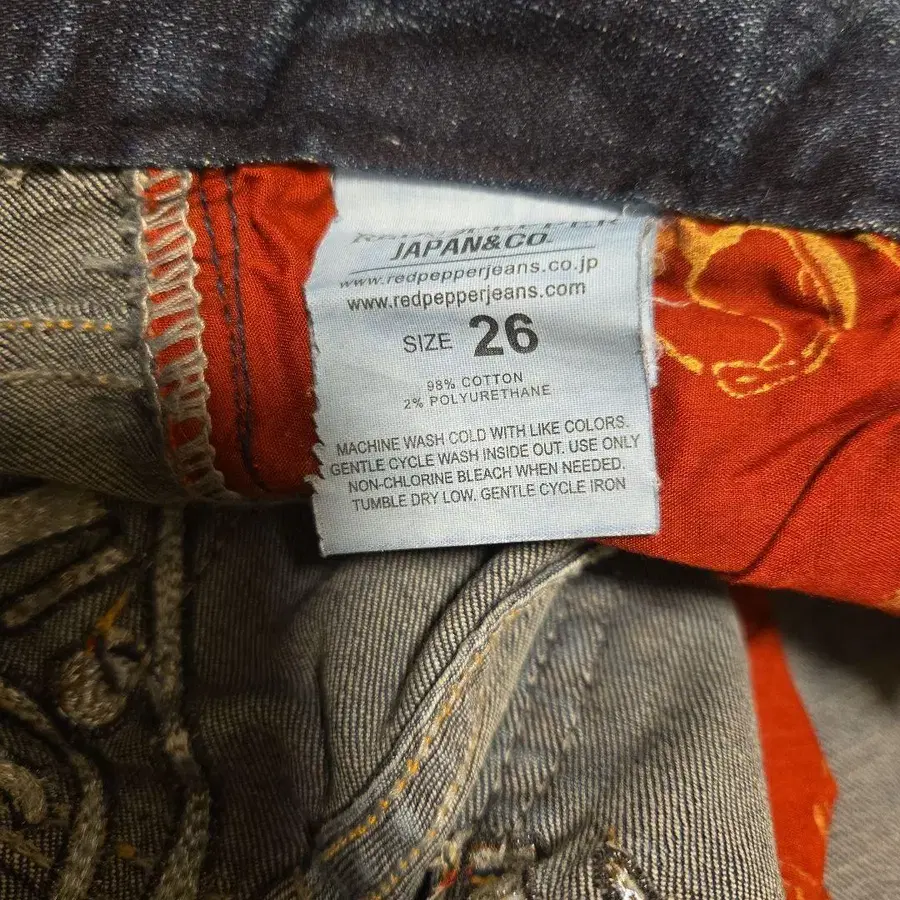 JAPAN&CO.
www.redpepperjeans.co.jp
www.redpepperjeans.com
SIZE 26
98% COTTON
2% POLYURETHANE
MACHINE WASH COLD WITH LIKE COLORS.
GENTLE CYCLE WASH INSIDE OUT. USE ONLY
NON-CHLORINE BLEACH WHEN NEEDED.
TUMBLE DRY LOW. GENTLE CYCLE IRON